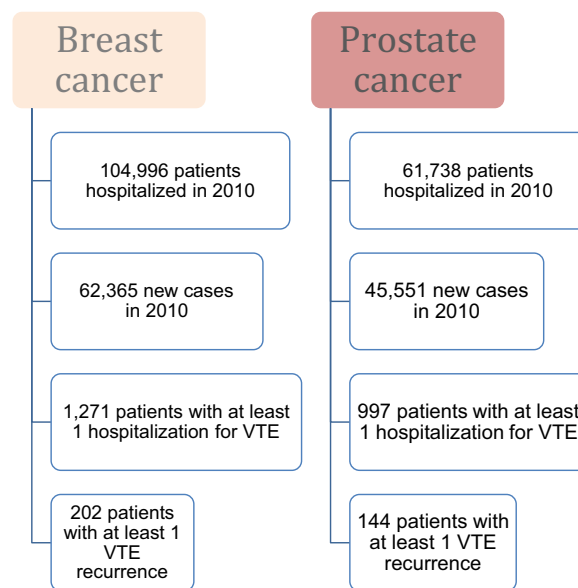 Breast
cancer
104,996 patients
hospitalized in 2010
62,365 new cases
in 2010
1,271 patients with at least
1 hospitalization for VTE
202 patients
with at least 1
VTE
recurrence
Prostate
cancer
61,738 patients
hospitalized in 2010
45,551 new cases
in 2010
997 patients with at least
1 hospitalization for VTE
144 patients with
at least 1 VTE
recurrence